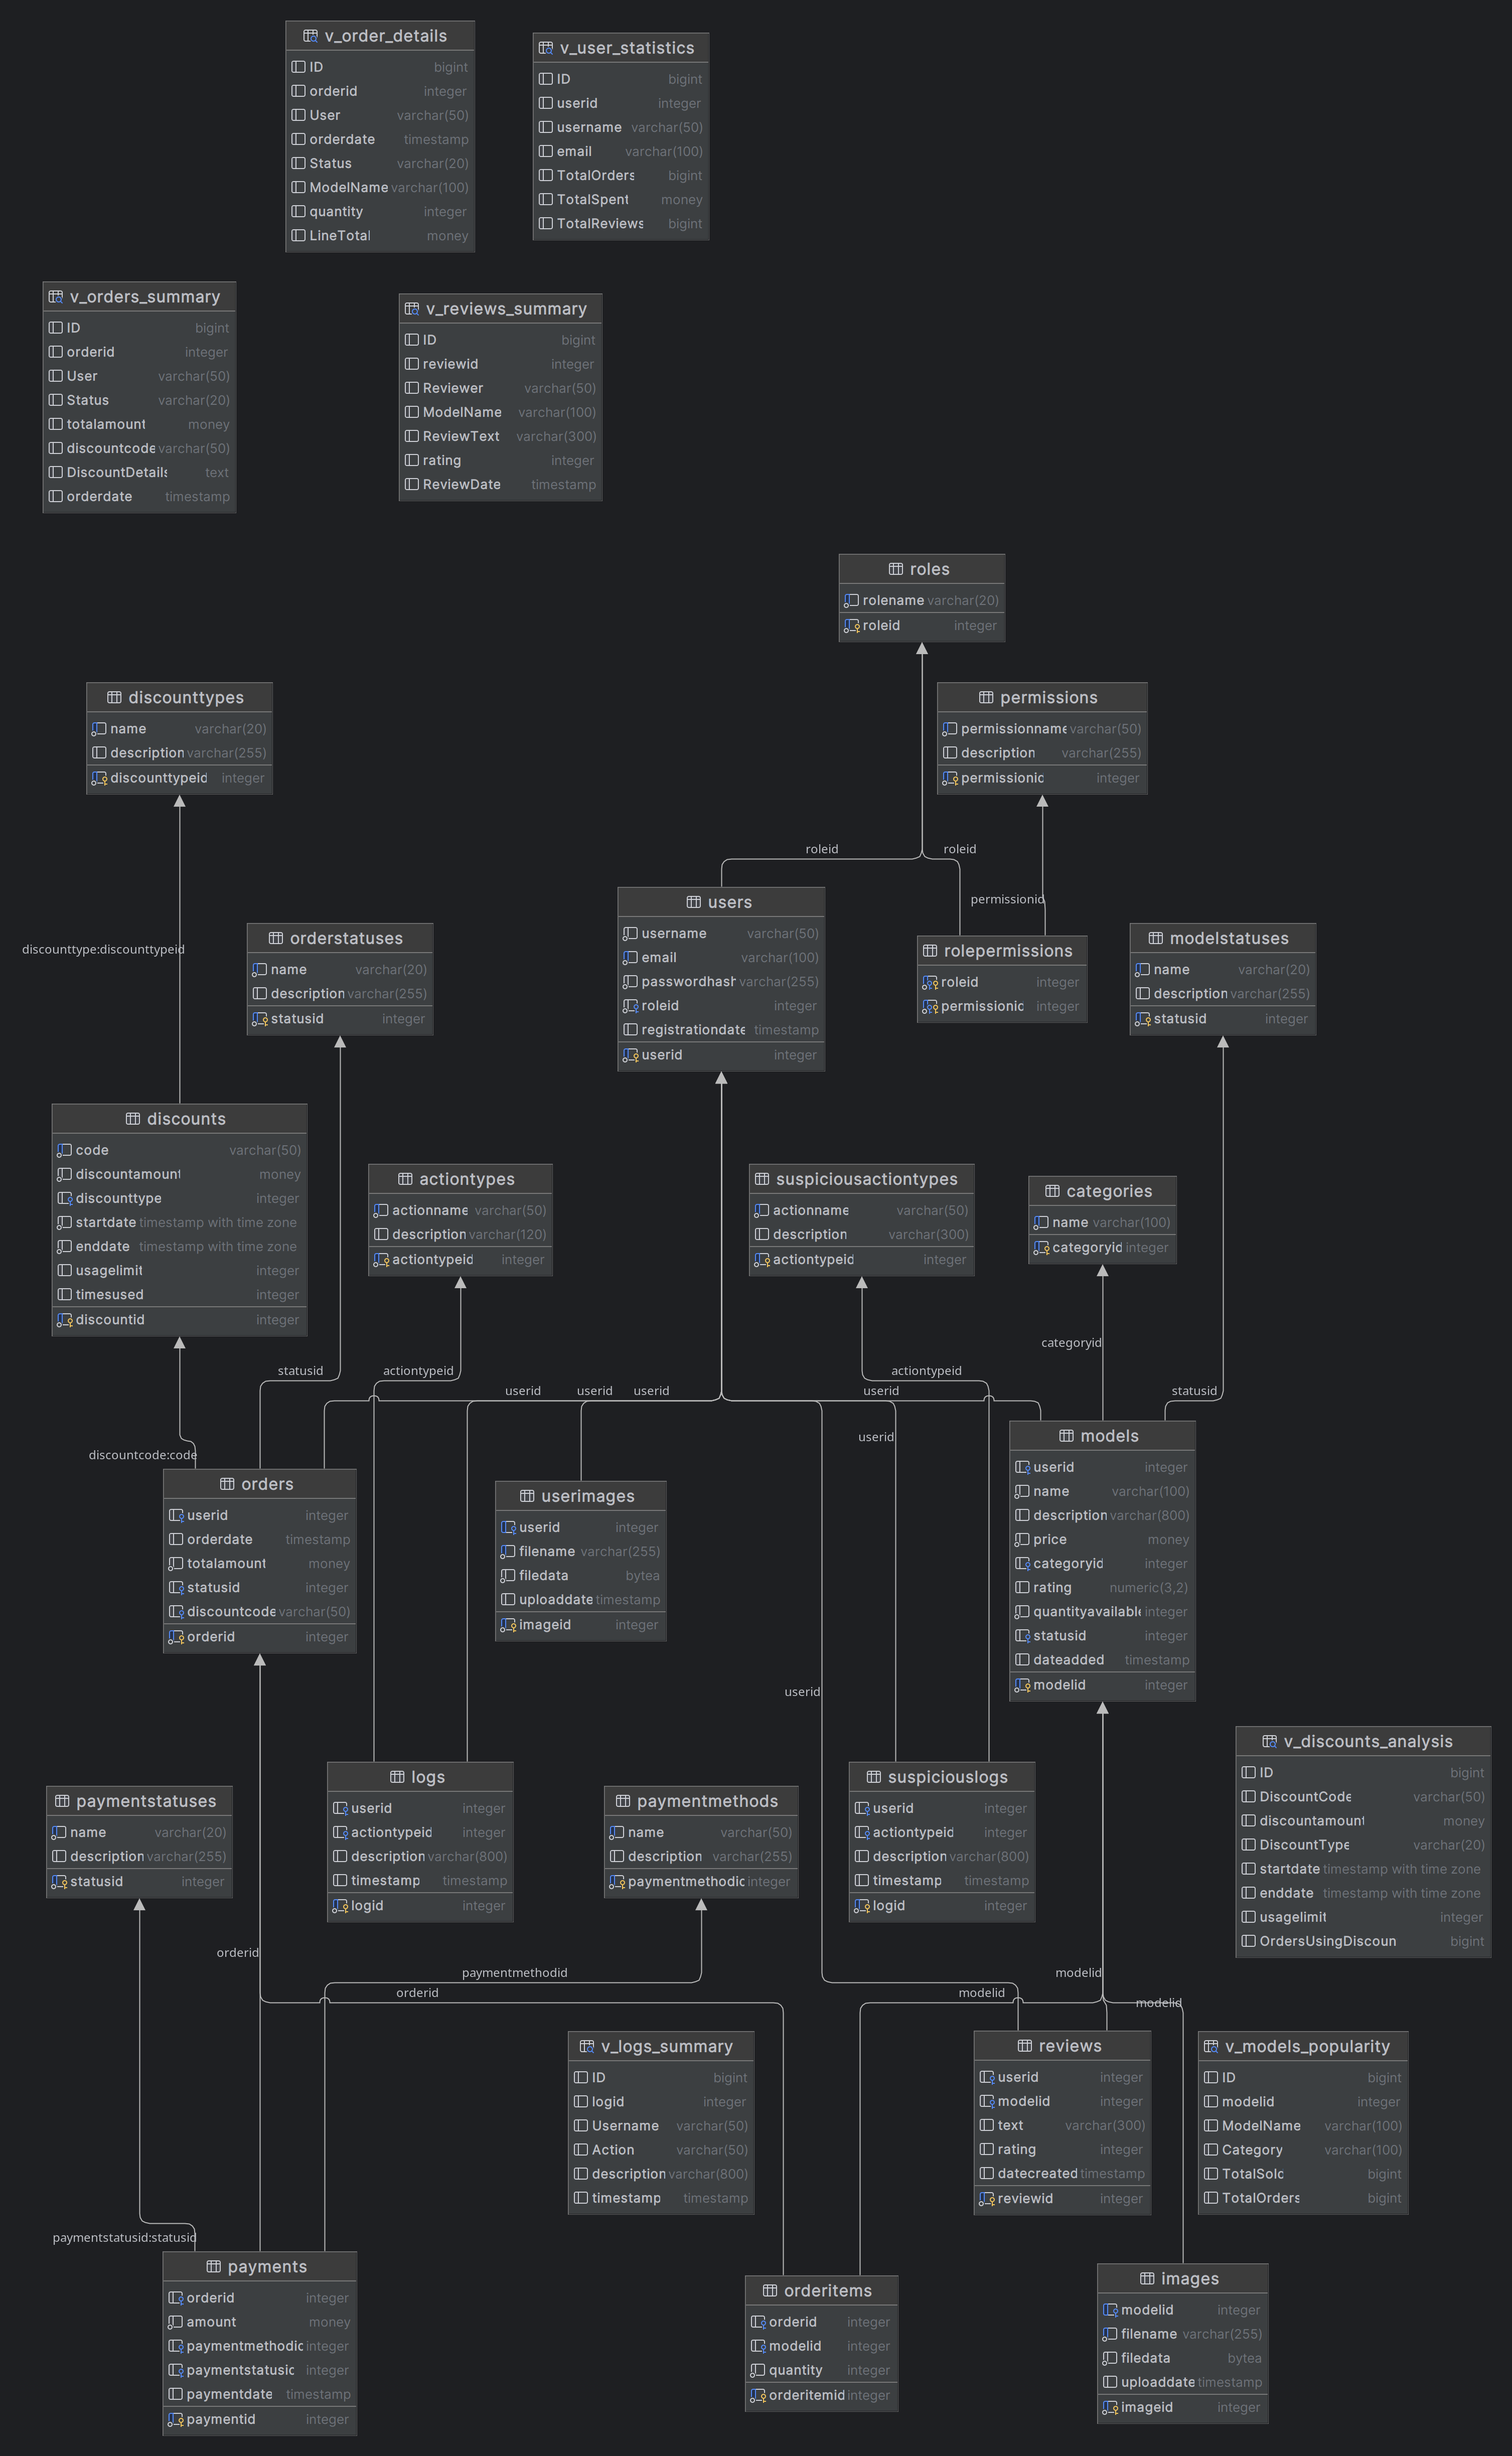 v_order_details
ID bigint
orderid integer
User varchar(50)
orderdate timestamp
Status varchar(20)
ModelName varchar(100)
quantity integer
LineTotal money
v_user_statistics
ID bigint
userid integer
username varchar(50)
email varchar(100)
TotalOrders bigint
TotalSpent money
TotalReviews bigint
v_orders_summary
ID bigint
orderid integer
User varchar(50)
Status varchar(20)
totalamount money
discountcode varchar(50)
DiscountDetails text
orderdate timestamp
v_reviews_summary
ID bigint
reviewid integer
Reviewer varchar(50)
ModelName varchar(100)
ReviewText varchar(300)
rating integer
ReviewDate timestamp
roles
rolename varchar(20)
roleid integer
discounttypes
name varchar(20)
description varchar(255)
discounttypeid integer
permissions
permissionname varchar(50)
description varchar(255)
permissionid integer
roleid
roleid
permissionid
discounttype:discounttypeid
users
username varchar(50)
email varchar(100)
passwordhash varchar(255)
roleid integer
registrationdate timestamp
userid integer
orderstatuses
name varchar(20)
description varchar(255)
statusid integer
rolepermissions
roleid integer
permissionid integer
modelstatuses
name varchar(20)
description varchar(255)
statusid integer
discounts
code varchar(50)
discountamount money
discounttype integer
startdate timestamp with time zone
enddate timestamp with time zone
usagelimit integer
timesused integer
discountid integer
actiontypes
actionname varchar(50)
description varchar(120)
actiontypeid integer
suspiciousactiontypes
actionname varchar(50)
description varchar(300)
actiontypeid integer
categories
name varchar(100)
categoryid integer
categoryid
statusid
actiontypeid
actiontypeid
userid
userid
userid
userid
statusid
userid
discountcode:code
orders
userid integer
orderdate timestamp
totalamount money
statusid integer
discountcode varchar(50)
orderid integer
userimages
userid integer
filename varchar(255)
filedata bytea
uploaddate timestamp
imageid integer
models
userid integer
name varchar(100)
description varchar(800)
price money
categoryid integer
rating numeric(3,2)
quantityavailable integer
statusid integer
dateadded timestamp
modelid integer
userid
paymentstatuses
name varchar(20)
description varchar(255)
statusid integer
logs
userid integer
actiontypeid integer
description varchar(800)
timestamp timestamp
logid integer
paymentmethods
name varchar(50)
description varchar(255)
paymentmethodid integer
suspiciouslogs
userid integer
actiontypeid integer
description varchar(800)
timestamp timestamp
logid integer
v_discounts_analysis
ID bigint
DiscountCode varchar(50)
discountamount money
DiscountType varchar(20)
startdate timestamp with time zone
enddate timestamp with time zone
usagelimit integer
OrdersUsingDiscoun bigint
orderid
paymentmethodid
orderid
modelid
modelid
modelid
v_logs_summary
ID bigint
logid integer
Username varchar(50)
Action varchar(50)
description varchar(800)
timestamp timestamp
reviews
userid integer
modelid integer
text varchar(300)
rating integer
datecreated timestamp
reviewid integer
v_models_popularity
ID bigint
modelid integer
ModelName varchar(100)
Category varchar(100)
TotalSold bigint
TotalOrders bigint
paymentstatusid:statusid
payments
orderid integer
amount money
paymentmethodid integer
paymentstatusid integer
paymentdate timestamp
paymentid integer
orderitems
orderid integer
modelid integer
quantity integer
orderitemid integer
images
modelid integer
filename varchar(255)
filedata bytea
uploaddate timestamp
imageid integer